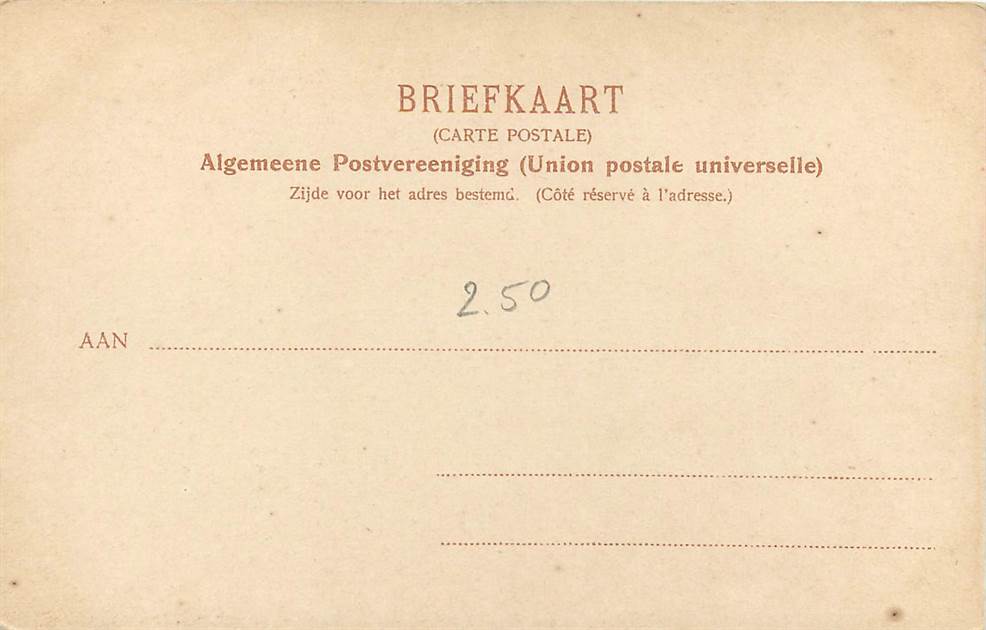 BRIEFKAART
(CARTE POSTALE)
Algemeene Postvereeniging (Union postale universelle)
Zijde voor het adres bestemd. (Côté réservé à l'adresse.)
2.50
AAN